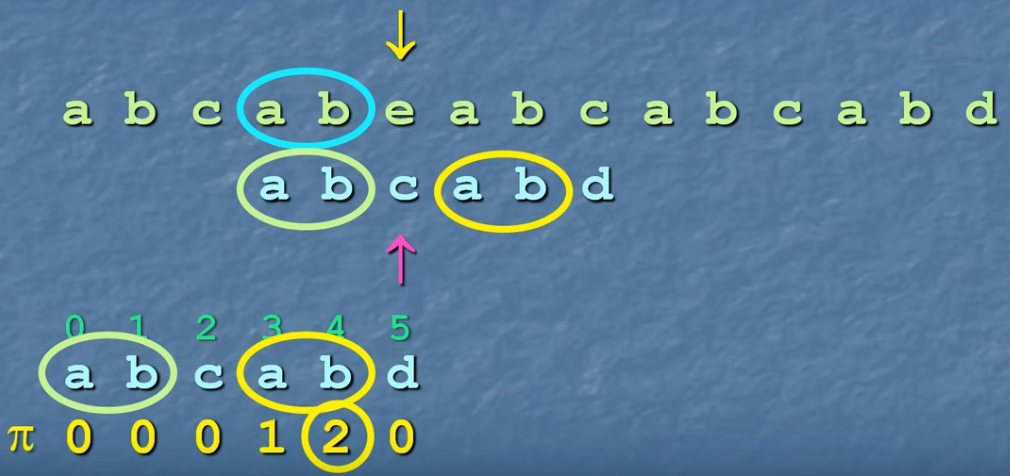 ↓
a b c a b e a b c a b c a b d
a b c a b d
↑
0 1 2 3 4 5
a b c a b d
π 0 0 0 1 2 0